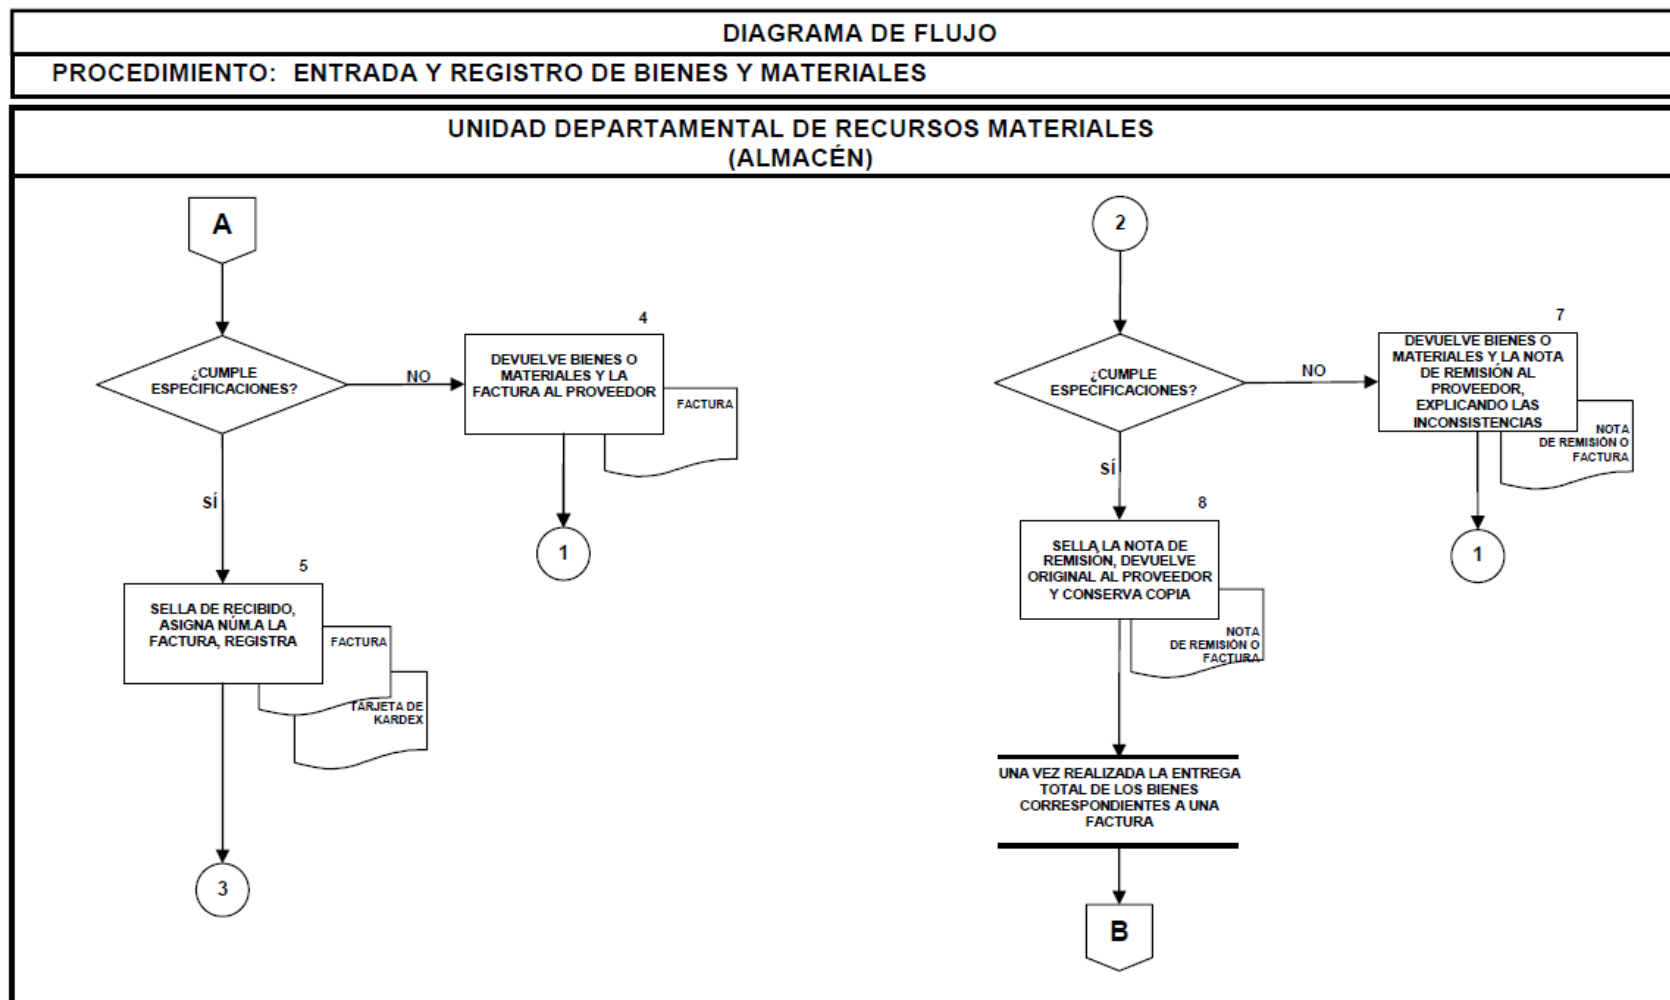 DIAGRAMA DE FLUJO
PROCEDIMIENTO: ENTRADA Y REGISTRO DE BIENES Y MATERIALES
UNIDAD DEPARTAMENTAL DE RECURSOS MATERIALES
(ALMACÉN)
A
¿CUMPLE
ESPECIFICACIONES?
NO
4
DEVUELVE BIENES O
MATERIALES Y LA
FACTURA AL PROVEEDOR
FACTURA
1
SÍ
5
SELLA DE RECIBIDO,
ASIGNA NÚM.A LA
FACTURA, REGISTRA
FACTURA
TARJETA DE
KARDEX
3
2
¿CUMPLE
ESPECIFICACIONES?
NO
7
DEVUELVE BIENES O
MATERIALES Y LA NOTA
DE REMISIÓN AL
PROVEEDOR,
EXPLICANDO LAS
INCONSISTENCIAS
NOTA
DE REMISIÓN O
FACTURA
1
SÍ
8
SELLA LA NOTA DE
REMISIÓN, DEVUELVE
ORIGINAL AL PROVEEDOR
Y CONSERVA COPIA
NOTA
DE REMISIÓN O
FACTURA
UNA VEZ REALIZADA LA ENTREGA
TOTAL DE LOS BIENES
CORRESPONDIENTES A UNA
FACTURA
B